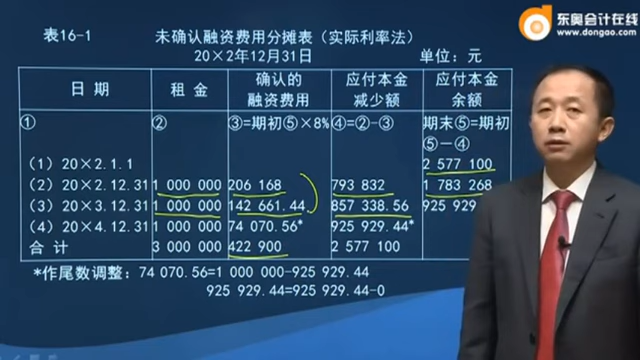 东奥会计在线
www.dongao.com
表16-1 未确认融资费用分摊表（实际利率法）
20×2年12月31日 单位：元
日期 租金 确认的融资费用 应付本金减少额 应付本金余额
① ② ③=期初⑤×8% ④=②-③ 期末⑤=期初⑤-④
(1) 20×2.1.1 2 577 100
(2) 20×2.12.31 1 000 000 206 168 793 832 1 783 268
(3) 20×3.12.31 1 000 000 142 661.44 857 338.56 925 929
(4) 20×4.12.31 1 000 000 74 070.56* 925 929.44*
合计 3 000 000 422 900 2 577 100
*作尾数调整：74 070.56=1 000 000-925 929.44
925 929.44=925 929.44-0